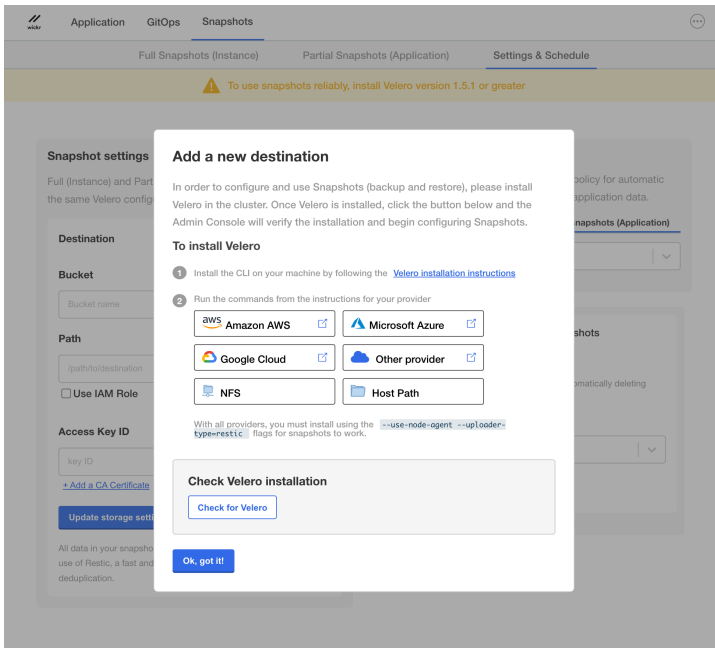 wickr
Application
GitOps
Snapshots
Full Snapshots (Instance)
Partial Snapshots (Application)
Settings & Schedule
To use snapshots reliably, install Velero version 1.5.1 or greater
Snapshot settings
Full (Instance) and Part
the same Velero config
Destination
Bucket
Bucket name
Path
/path/to/destination
Use IAM Role
Access Key ID
key ID
+ Add a CA Certificate
Update storage setti
All data in your snapsho
use of Restic, a fast and
deduplication.
Add a new destination
In order to configure and use Snapshots (backup and restore), please install
Velero in the cluster. Once Velero is installed, click the button below and the
Admin Console will verify the installation and begin configuring Snapshots.
To install Velero
1 Install the CLI on your machine by following the Velero installation instructions
2 Run the commands from the instructions for your provider
aws Amazon AWS
Microsoft Azure
Google Cloud
Other provider
NFS
Host Path
With all providers, you must install using the --use-node-agent --uploader-
type=restic flags for snapshots to work.
Check Velero installation
Check for Velero
Ok, got it!
policy for automatic
application data.
napshots (Application)
shots
omatically deleting